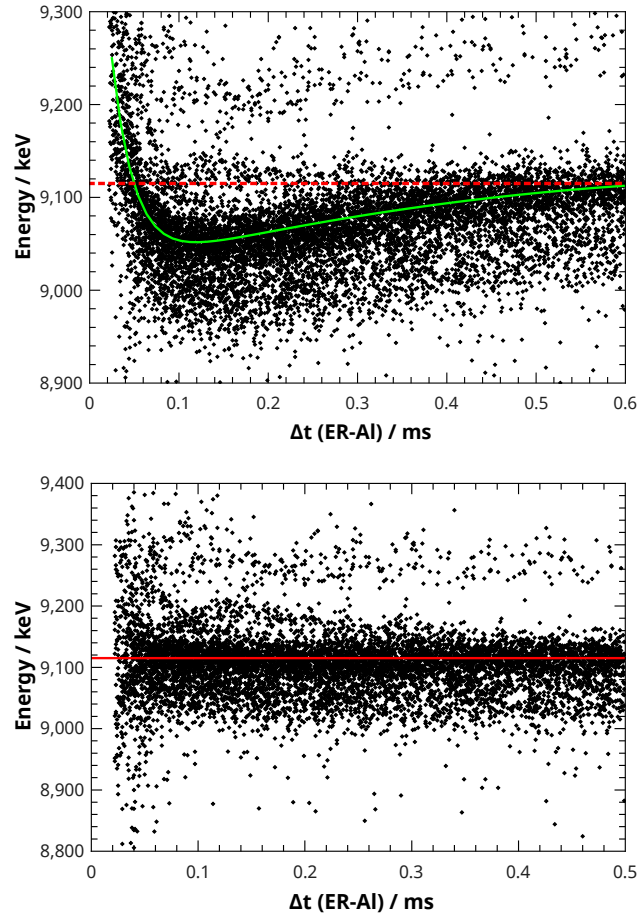 9,300
9,200
9,100
9,000
8,900
Energy / keV
0 0.1 0.2 0.3 0.4 0.5 0.6
Δt (ER-Al) / ms
9,400
9,300
9,200
9,100
9,000
8,900
8,800
Energy / keV
0 0.1 0.2 0.3 0.4 0.5
Δt (ER-Al) / ms